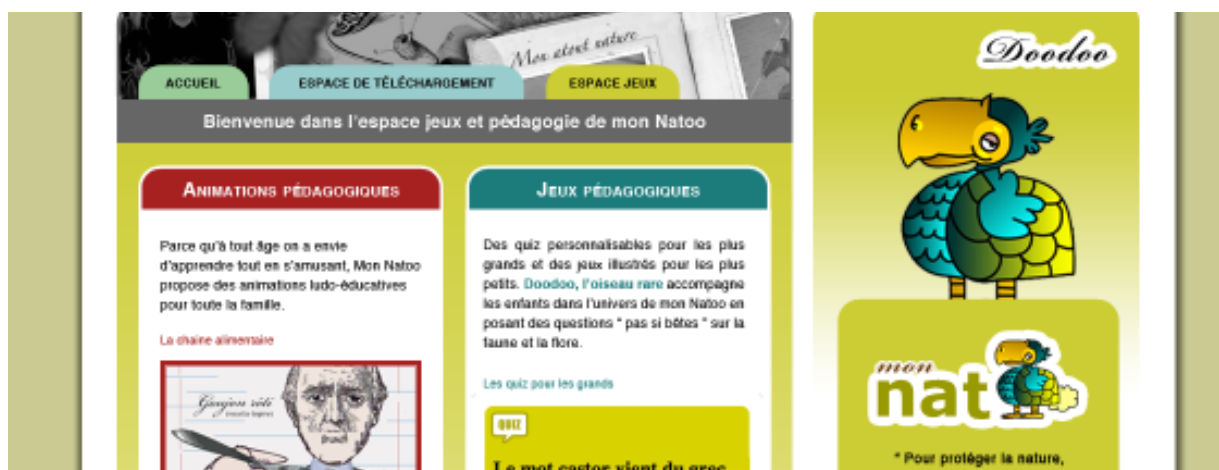 Mon atout nature
Doodoo
ACCUEIL
ESPACE DE TÉLÉCHARGEMENT
ESPACE JEUX
Bienvenue dans l'espace jeux et pédagogie de mon Natoo
ANIMATIONS PÉDAGOGIQUES
Parce qu'à tout âge on a envie
d'apprendre tout en s'amusant, Mon Natoo
propose des animations ludo-éducatives
pour toute la famille.
La chaine alimentaire
Goujon rôti
JEUX PÉDAGOGIQUES
Des quiz personnalisables pour les plus
grands et des jeux illustrés pour les plus
petits. Doodoo, l'oiseau rare accompagne
les enfants dans l'univers de mon Natoo en
posant des questions " pas si bêtes " sur la
faune et la flore.
Les quiz pour les grands
QUIZ
Le mot castor vient du grec
mon
nat
" Pour protéger la nature,